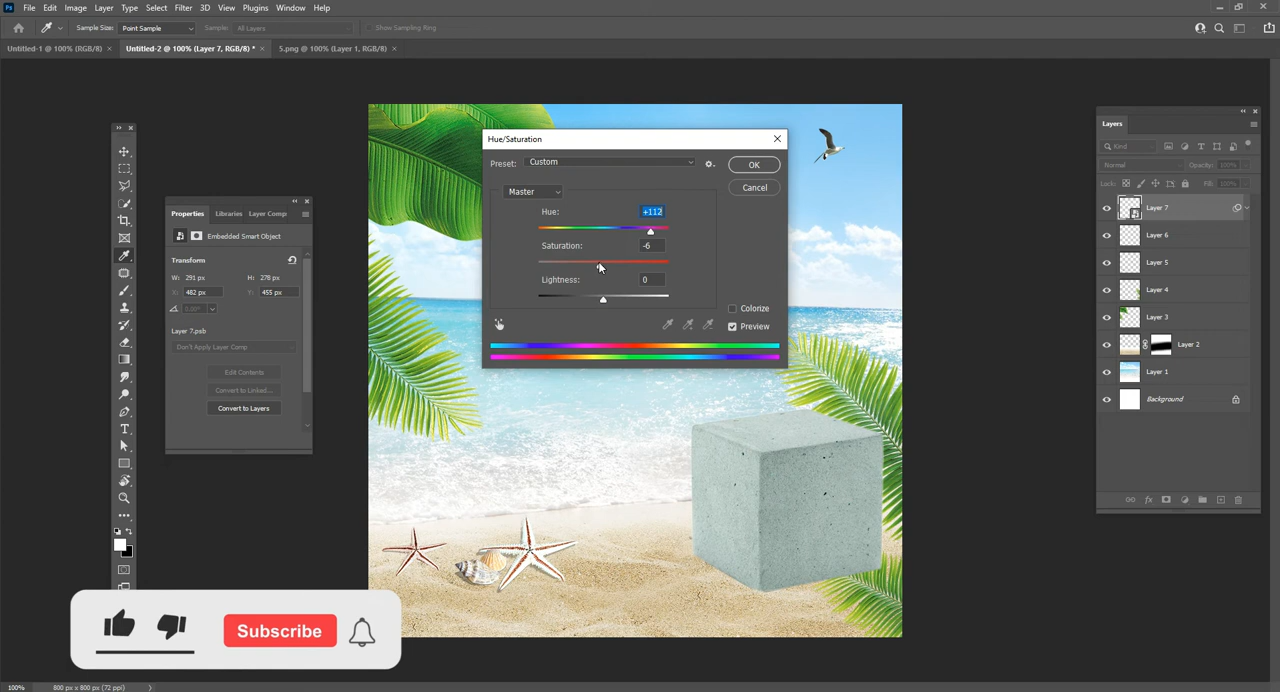 Ps File Edit Image Layer Type Select Filter 3D View Plugins Window Help
Sample Size: Point Sample Sample: All Layers Show Sampling Ring
Untitled-1 @ 100% (RGB/8) × Untitled-2 @ 100% (Layer 7, RGB/8) * × 5.png @ 100% (Layer 1, RGB/8) ×
Hue/Saturation
Preset: Custom
OK
Cancel
Master
Hue: +112
Saturation: -6
Lightness: 0
Colorize
Preview
Properties Libraries Layer Comp
Embedded Smart Object
Transform
W: 291 px H: 278 px
X: 482 px Y: 455 px
0.00°
Layer 7.psb
Don't Apply Layer Comp
Edit Contents
Convert to Linked...
Convert to Layers
Layers
Kind
Normal Opacity: 100%
Lock: Fill: 100%
Layer 7
Layer 6
Layer 5
Layer 4
Layer 3
Layer 2
Layer 1
Background
Subscribe
100% 800 px x 800 px (72 ppi)